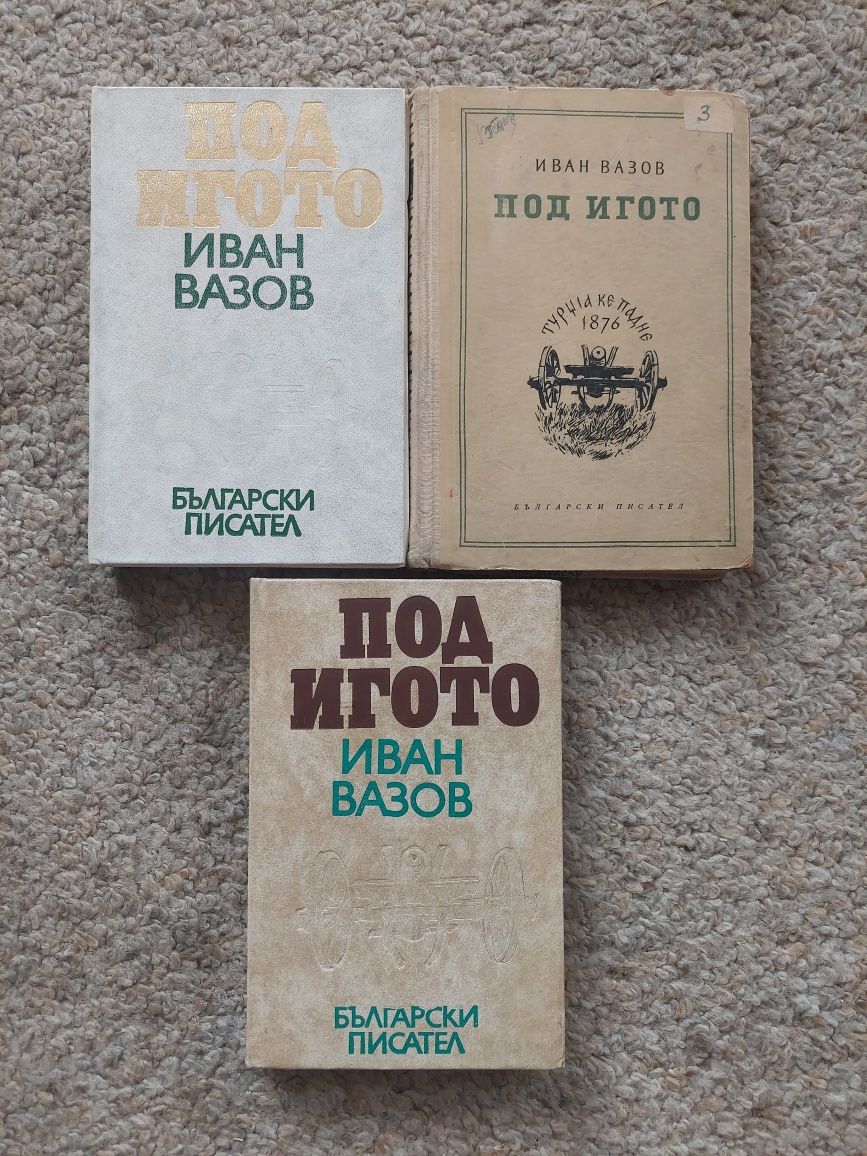 ПОД
ИГОТО
ИВАН
ВАЗОВ
БЪЛГАРСКИ
ПИСАТЕЛ
3
ИВАН ВАЗОВ
ПОД ИГОТО
ТУРЦІА КЕ ПАДНЕ
1876
БЪЛГАРСКИ ПИСАТЕЛ
ПОД
ИГОТО
ИВАН
ВАЗОВ
БЪЛГАРСКИ
ПИСАТЕЛ